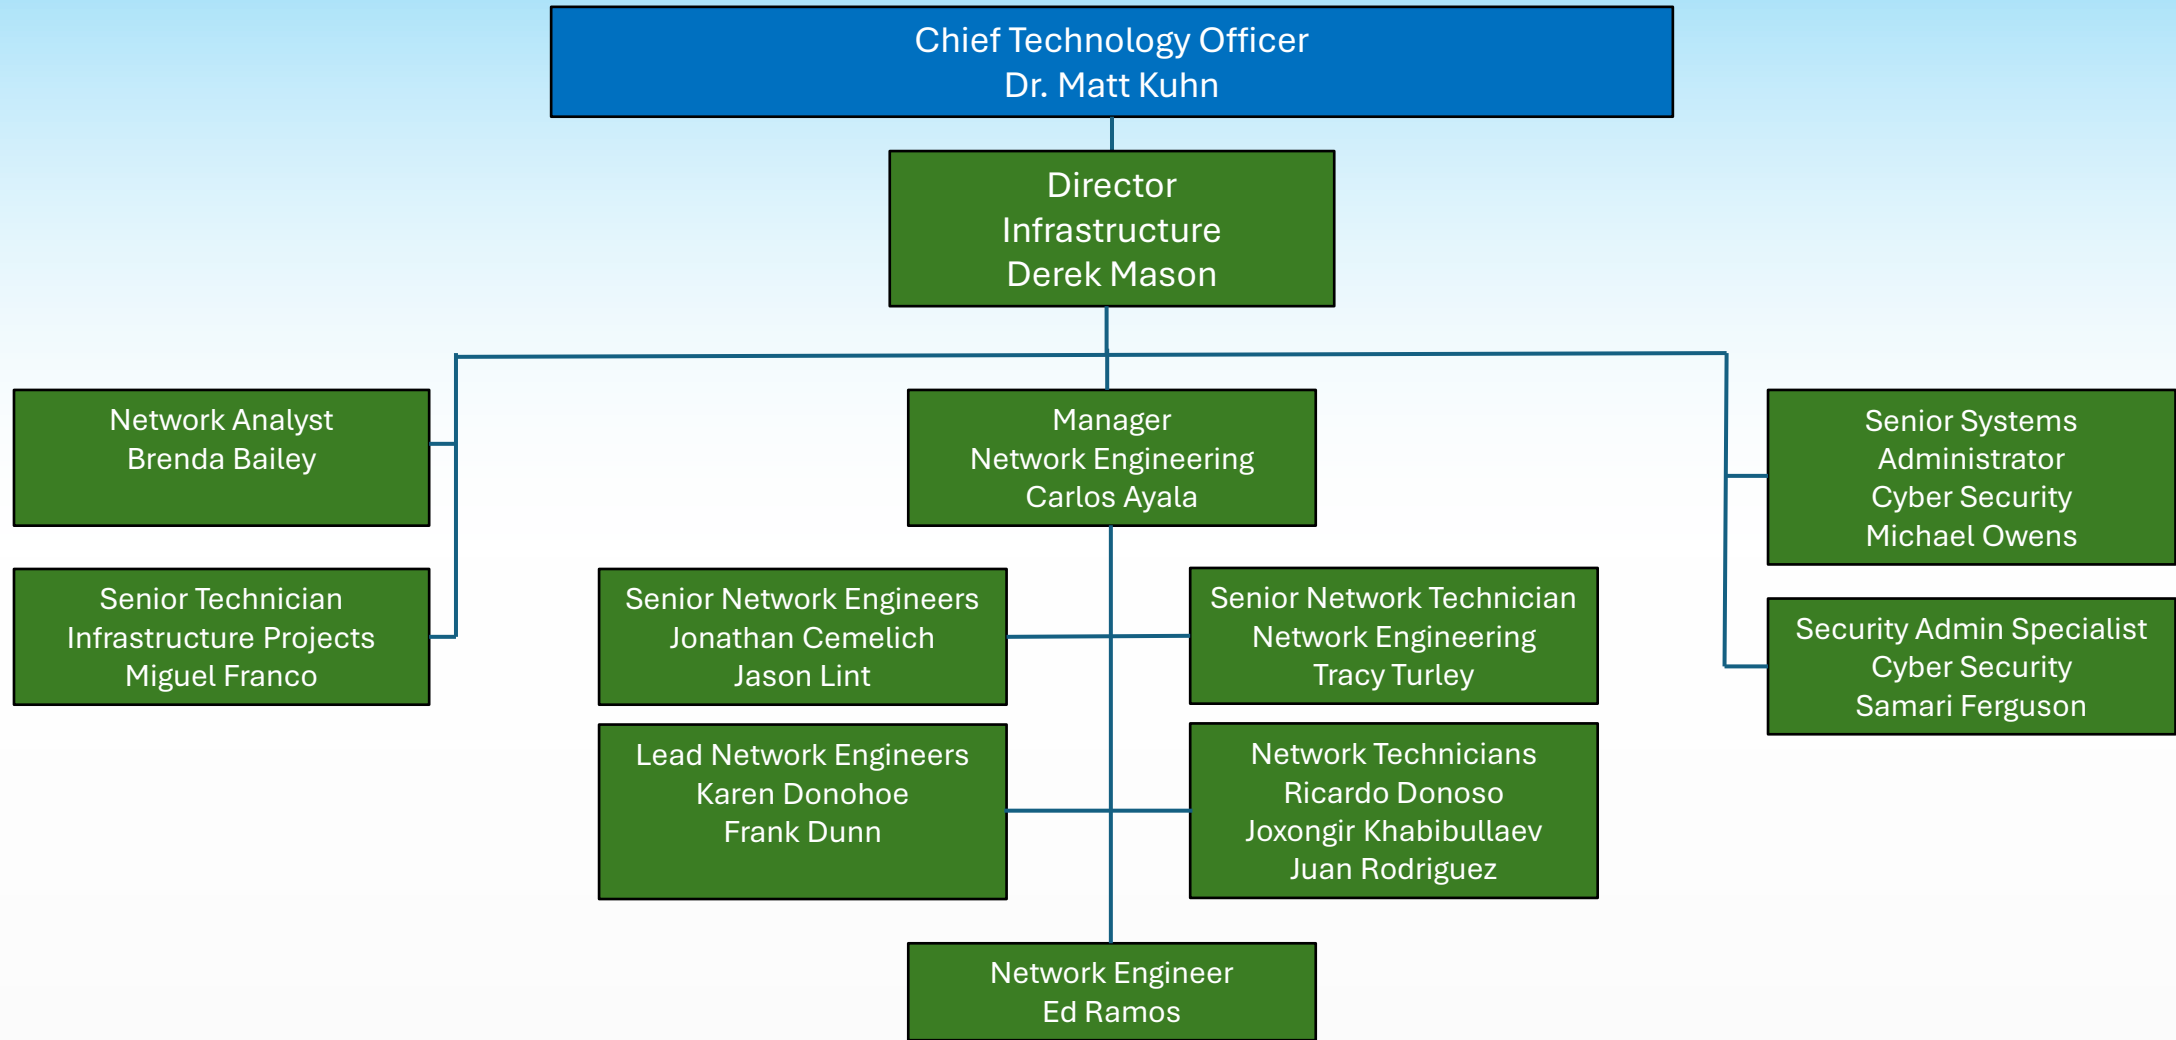 Chief Technology Officer
Dr. Matt Kuhn
Director
Infrastructure
Derek Mason
Network Analyst
Brenda Bailey
Senior Technician
Infrastructure Projects
Miguel Franco
Manager
Network Engineering
Carlos Ayala
Senior Network Engineers
Jonathan Cemelich
Jason Lint
Senior Network Technician
Network Engineering
Tracy Turley
Lead Network Engineers
Karen Donohoe
Frank Dunn
Network Technicians
Ricardo Donoso
Joxongir Khabibullaev
Juan Rodriguez
Network Engineer
Ed Ramos
Senior Systems
Administrator
Cyber Security
Michael Owens
Security Admin Specialist
Cyber Security
Samari Ferguson